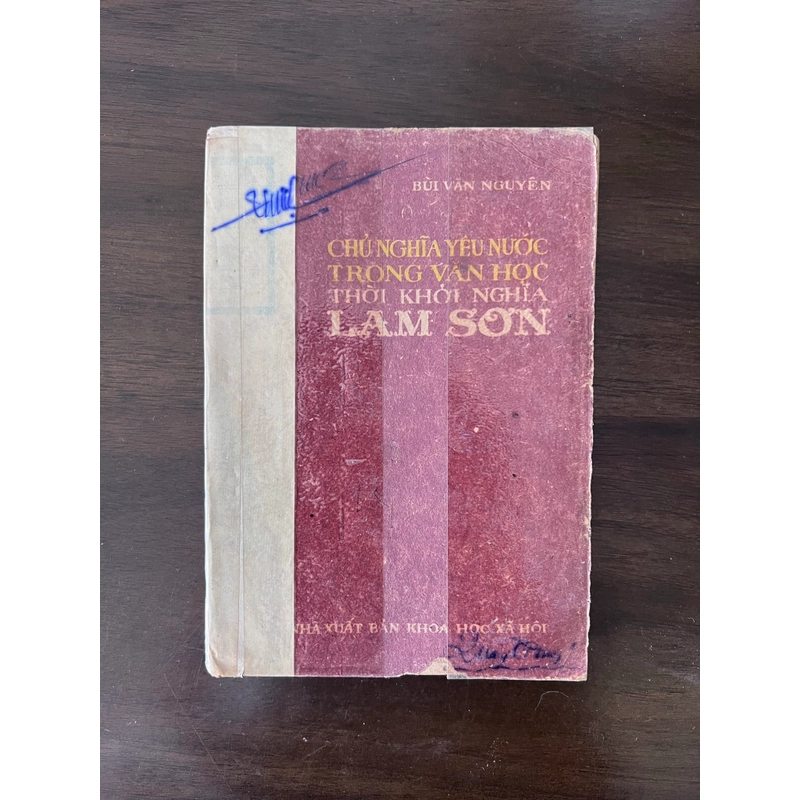 BÙI VĂN NGUYÊN
CHỦ NGHĨA YÊU NƯỚC
TRONG VĂN HỌC
THỜI KHỞI NGHĨA
LAM SƠN
NHÀ XUẤT BẢN KHOA HỌC XÃ HỘI